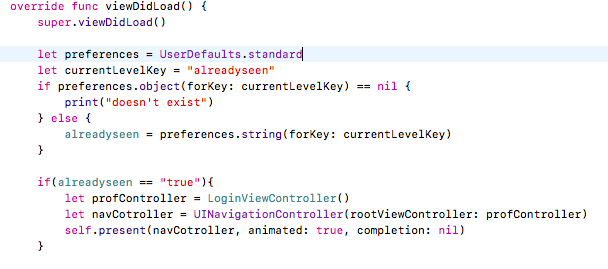 override func viewDidLoad() {
super.viewDidLoad()
let preferences = UserDefaults.standard
let currentLevelKey = "alreadyseen"
if preferences.object(forKey: currentLevelKey) == nil {
print("doesn't exist")
} else {
alreadyseen = preferences.string(forKey: currentLevelKey)
}
if(alreadyseen == "true"){
let profController = LoginViewController()
let navCotroller = UINavigationController(rootViewController: profController)
self.present(navCotroller, animated: true, completion: nil)
}